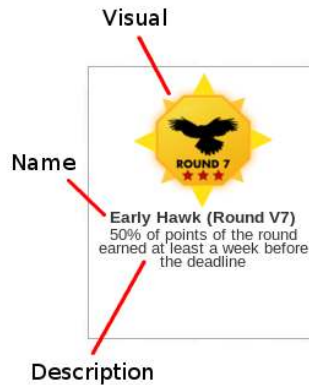 Visual
ROUND 7
Name
Early Hawk (Round V7)
50% of points of the round
earned at least a week before
the deadline
Description